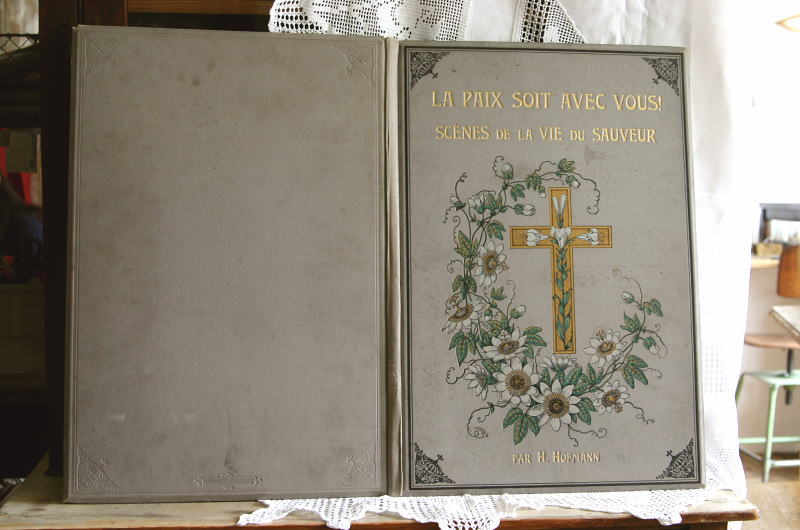 LA PAIX SOIT AVEC VOUS!
SCÈNES DE LA VIE DU SAUVEUR
PAR H. HOFMANN